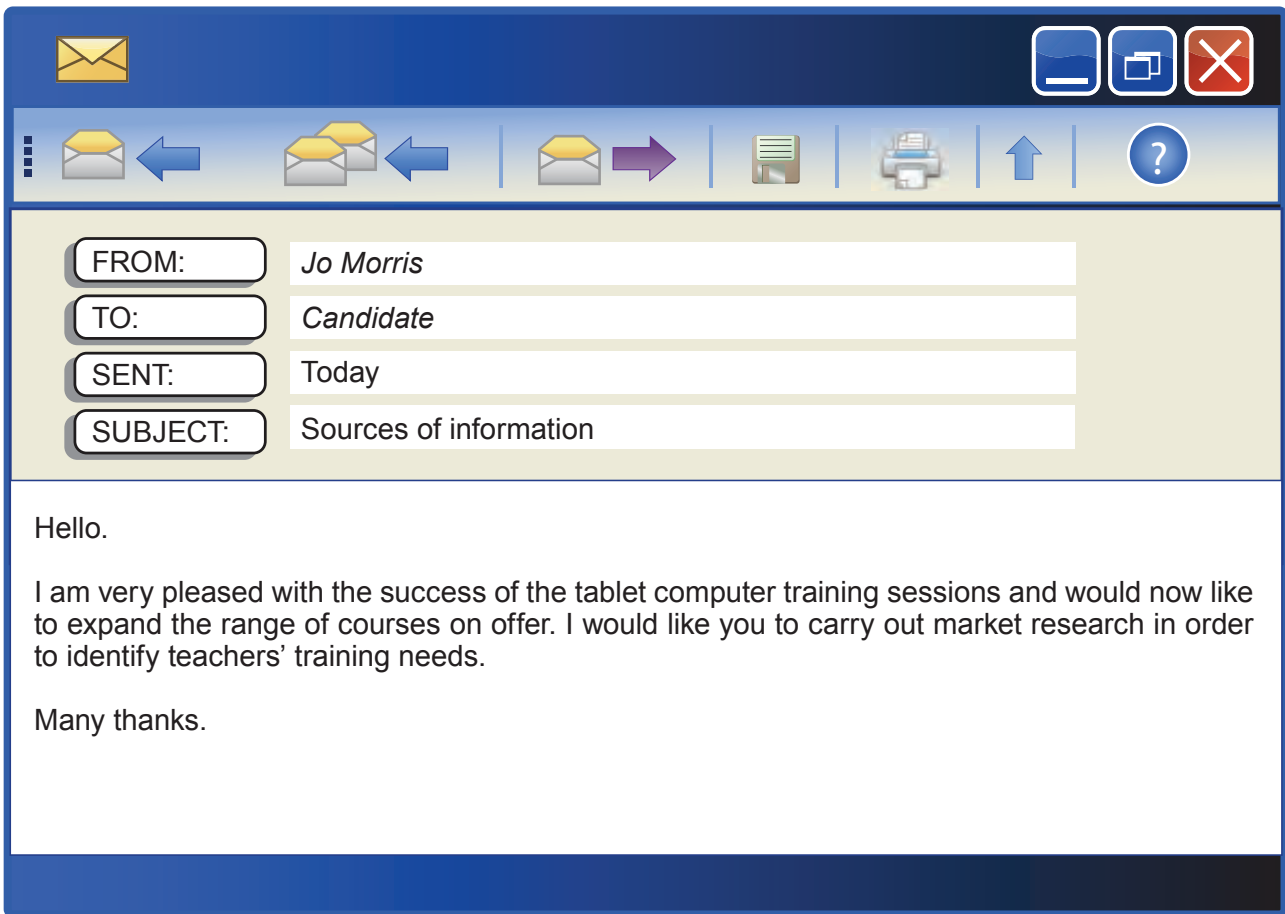 ?
FROM:
Jo Morris
TO:
Candidate
SENT:
Today
SUBJECT:
Sources of information
Hello.
I am very pleased with the success of the tablet computer training sessions and would now like
to expand the range of courses on offer. I would like you to carry out market research in order
to identify teachers’ training needs.
Many thanks.